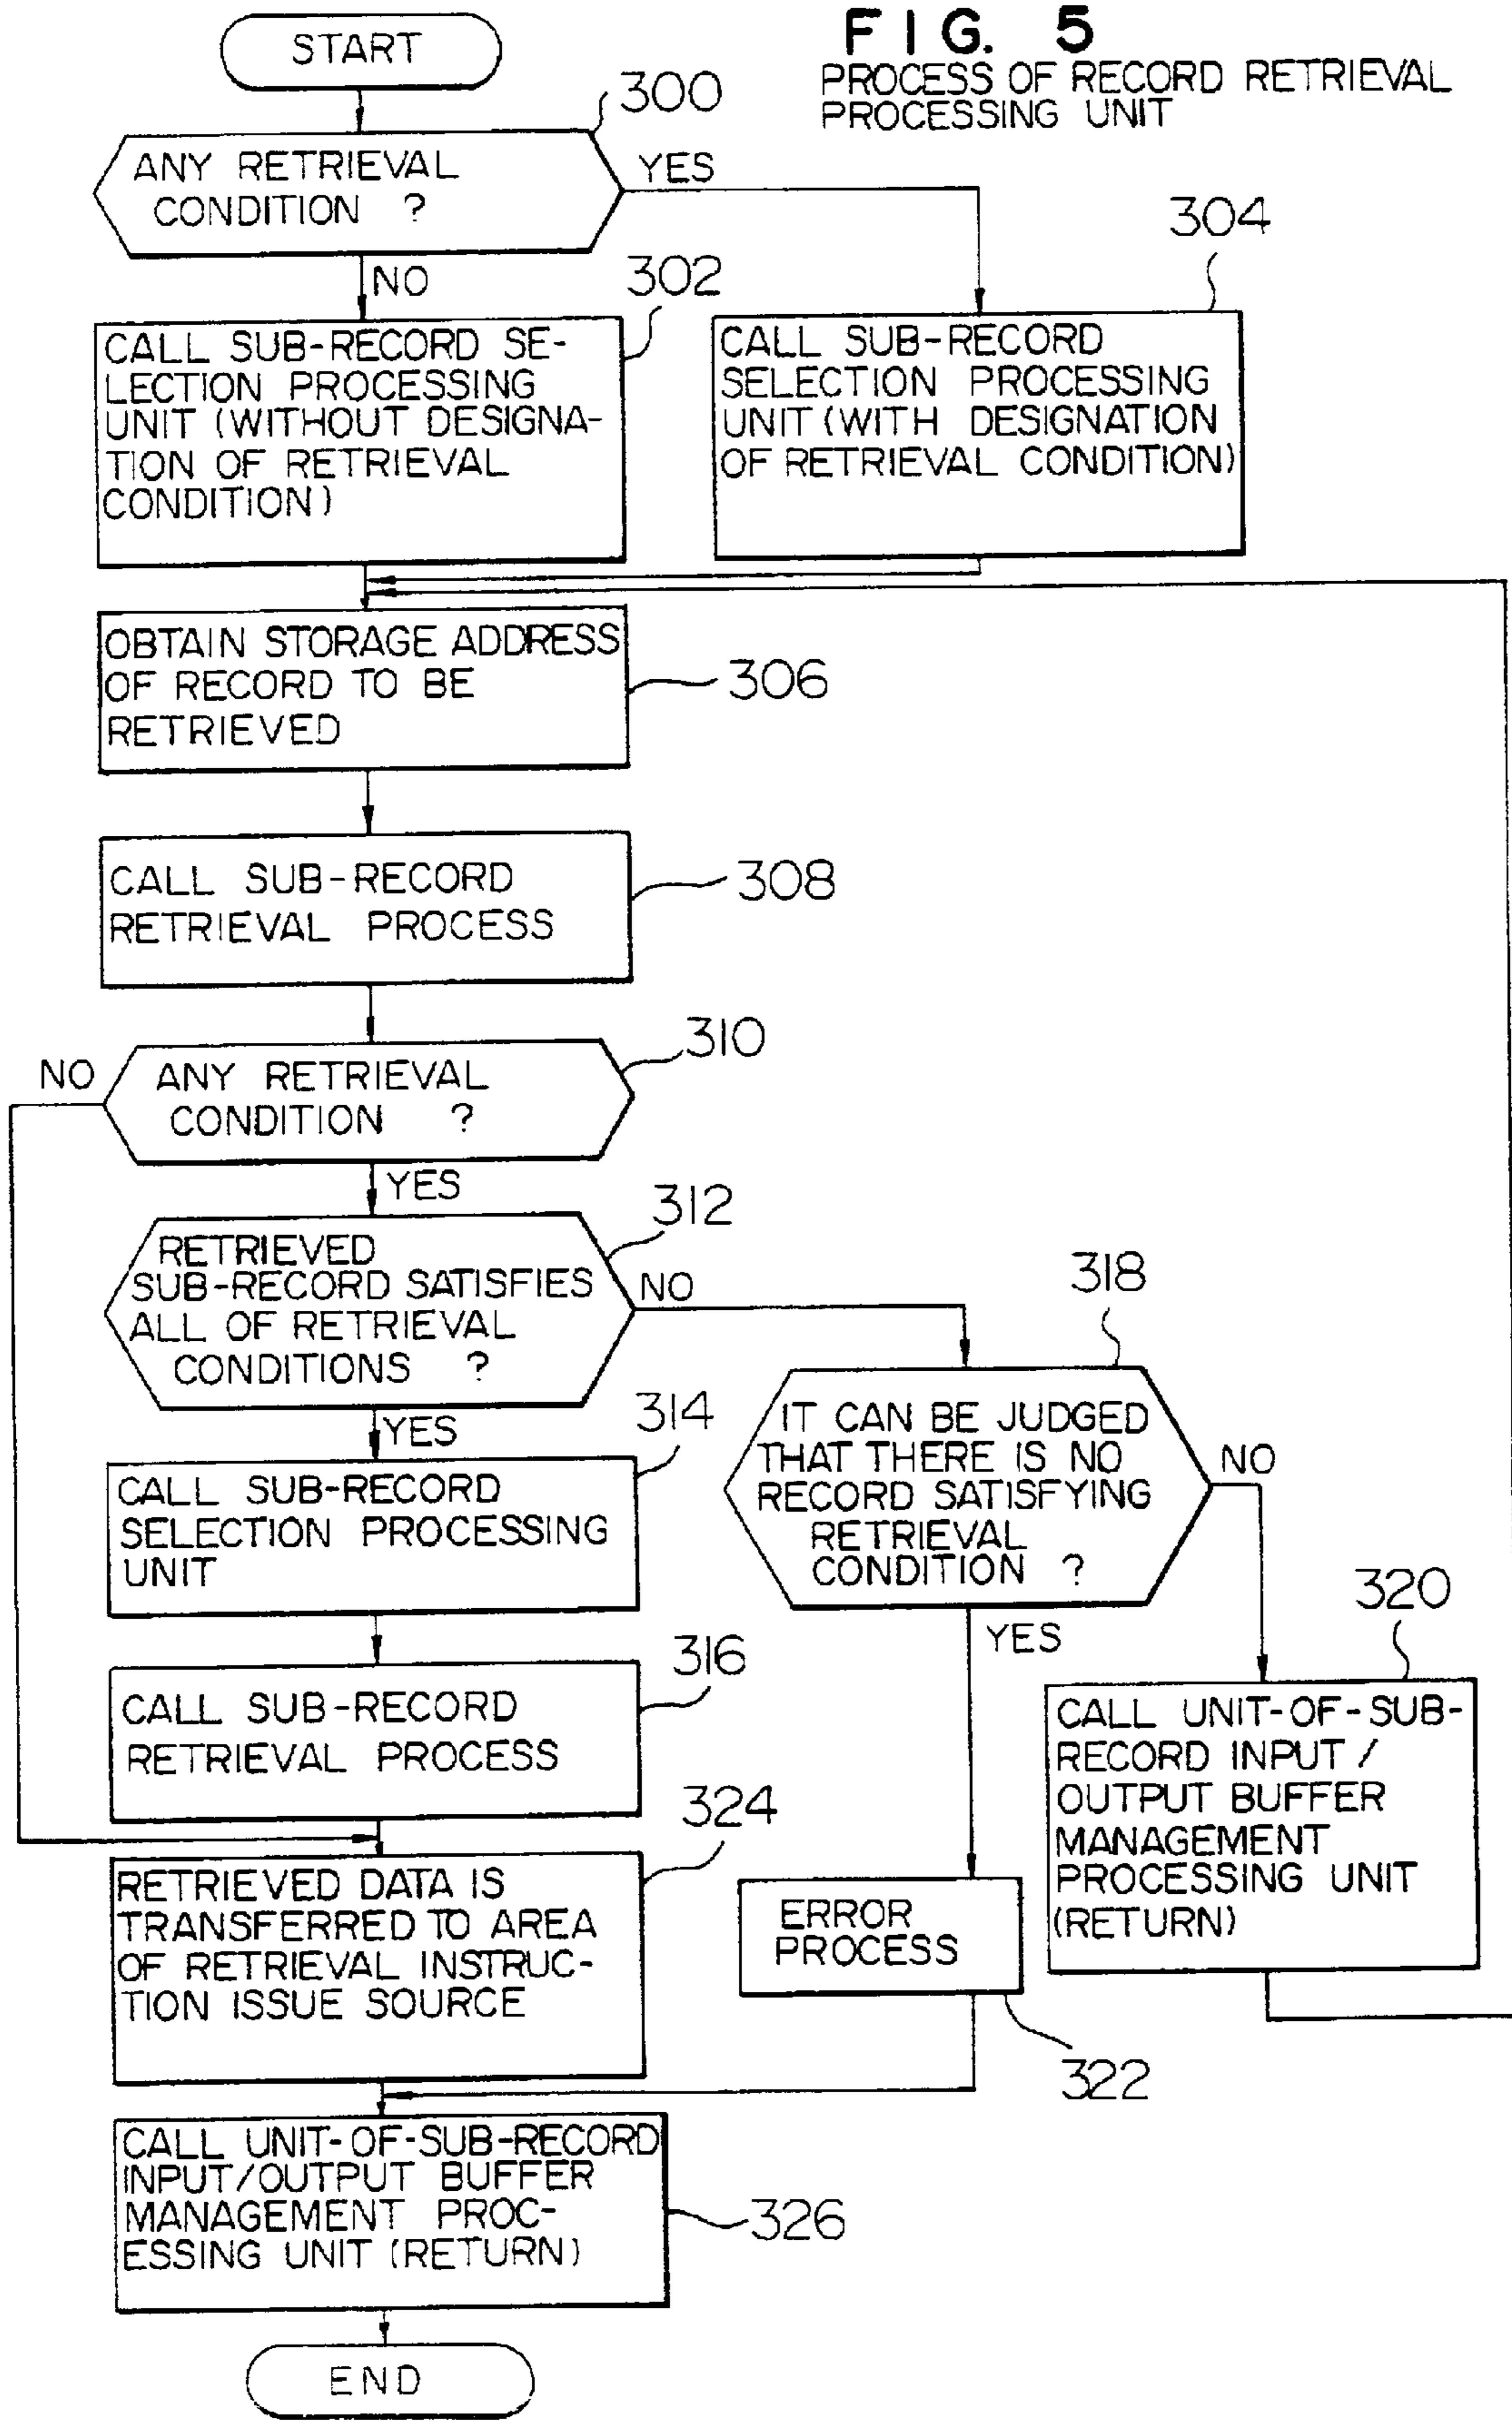 FIG. 5
PROCESS OF RECORD RETRIEVAL
PROCESSING UNIT
START
300
ANY RETRIEVAL
CONDITION ?
YES
NO
302
CALL SUB-RECORD SE-
LECTION PROCESSING
UNIT (WITHOUT DESIGNA-
TION OF RETRIEVAL
CONDITION)
304
CALL SUB-RECORD
SELECTION PROCESSING
UNIT (WITH DESIGNATION
OF RETRIEVAL CONDITION)
OBTAIN STORAGE ADDRESS
OF RECORD TO BE
RETRIEVED
306
CALL SUB-RECORD
RETRIEVAL PROCESS
308
310
NO
ANY RETRIEVAL
CONDITION ?
YES
312
RETRIEVED
SUB-RECORD SATISFIES
ALL OF RETRIEVAL
CONDITIONS ?
NO
YES
314
CALL SUB-RECORD
SELECTION PROCESSING
UNIT
318
IT CAN BE JUDGED
THAT THERE IS NO
RECORD SATISFYING
RETRIEVAL
CONDITION ?
NO
YES
316
CALL SUB-RECORD
RETRIEVAL PROCESS
320
CALL UNIT-OF-SUB-
RECORD INPUT/
OUTPUT BUFFER
MANAGEMENT
PROCESSING UNIT
(RETURN)
324
RETRIEVED DATA IS
TRANSFERRED TO AREA
OF RETRIEVAL INSTRUC-
TION ISSUE SOURCE
ERROR
PROCESS
322
CALL UNIT-OF-SUB-RECORD
INPUT/OUTPUT BUFFER
MANAGEMENT PROC-
ESSING UNIT (RETURN)
326
END